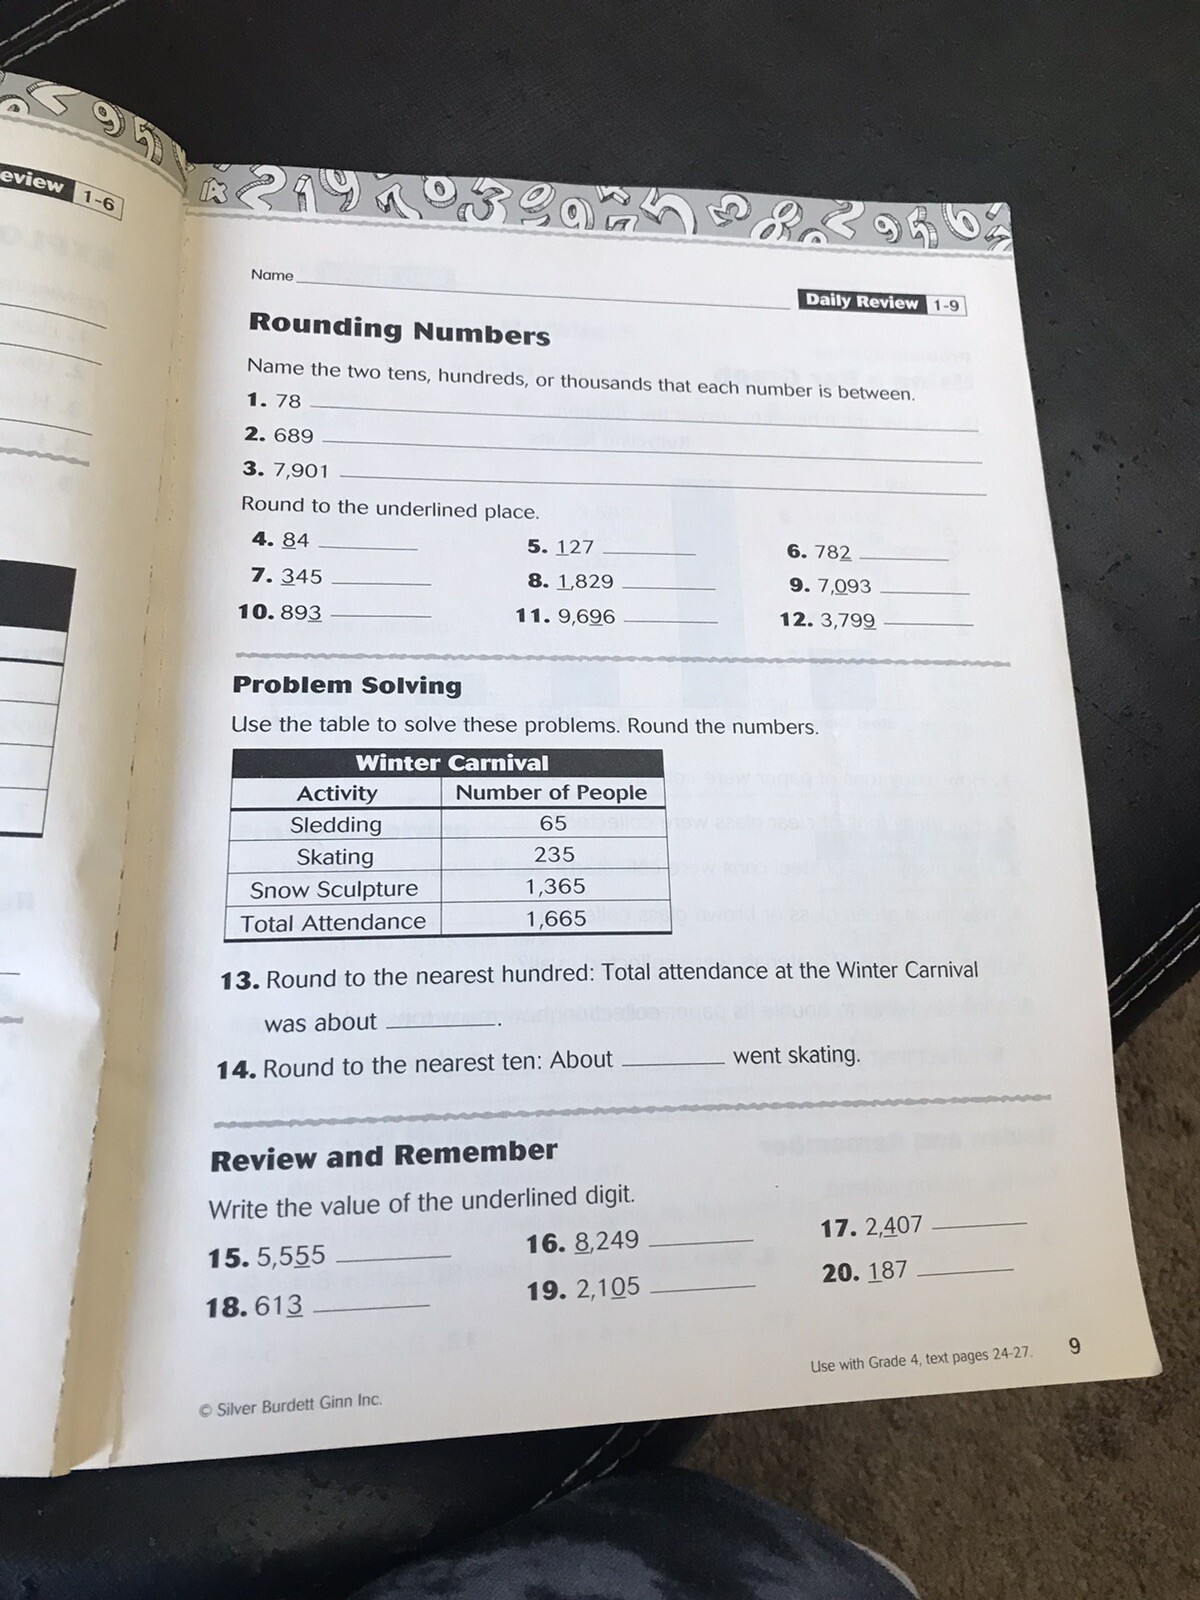 eview 1-6
Name
Daily Review 1-9
Rounding Numbers
Name the two tens, hundreds, or thousands that each number is between.
1. 78
2. 689
3. 7,901
Round to the underlined place.
4. 84 5. 127 6. 782
7. 345 8. 1,829 9. 7,093
10. 893 11. 9,696 12. 3,799
Problem Solving
Use the table to solve these problems. Round the numbers.
Winter Carnival
Activity Number of People
Sledding 65
Skating 235
Snow Sculpture 1,365
Total Attendance 1,665
13. Round to the nearest hundred: Total attendance at the Winter Carnival
was about .
14. Round to the nearest ten: About went skating.
Review and Remember
Write the value of the underlined digit.
15. 5,555 16. 8,249 17. 2,407
18. 613 19. 2,105 20. 187
Use with Grade 4, text pages 24-27. 9
© Silver Burdett Ginn Inc.